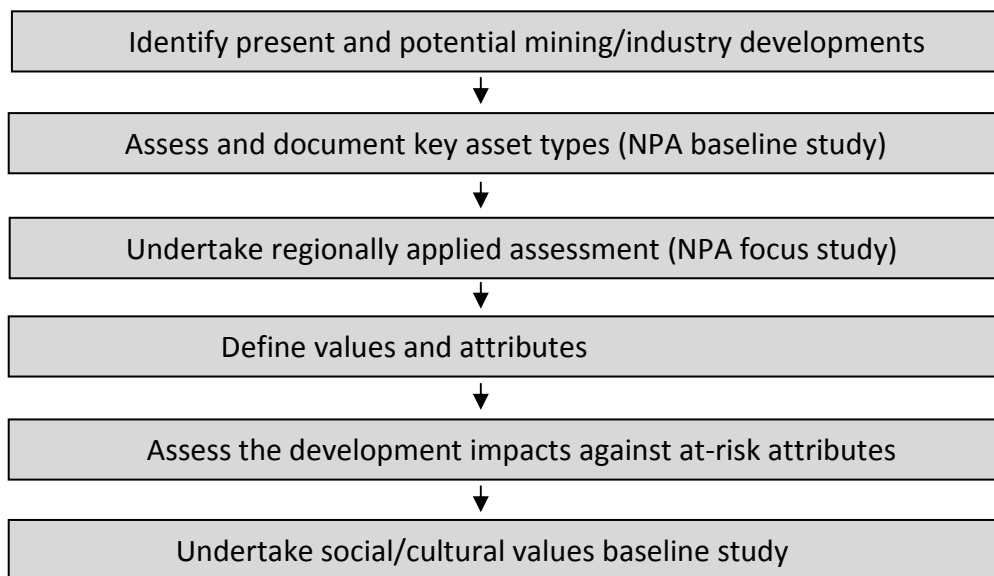 Identify present and potential mining/industry developments
Assess and document key asset types (NPA baseline study)
Undertake regionally applied assessment (NPA focus study)
Define values and attributes
Assess the development impacts against at-risk attributes
Undertake social/cultural values baseline study